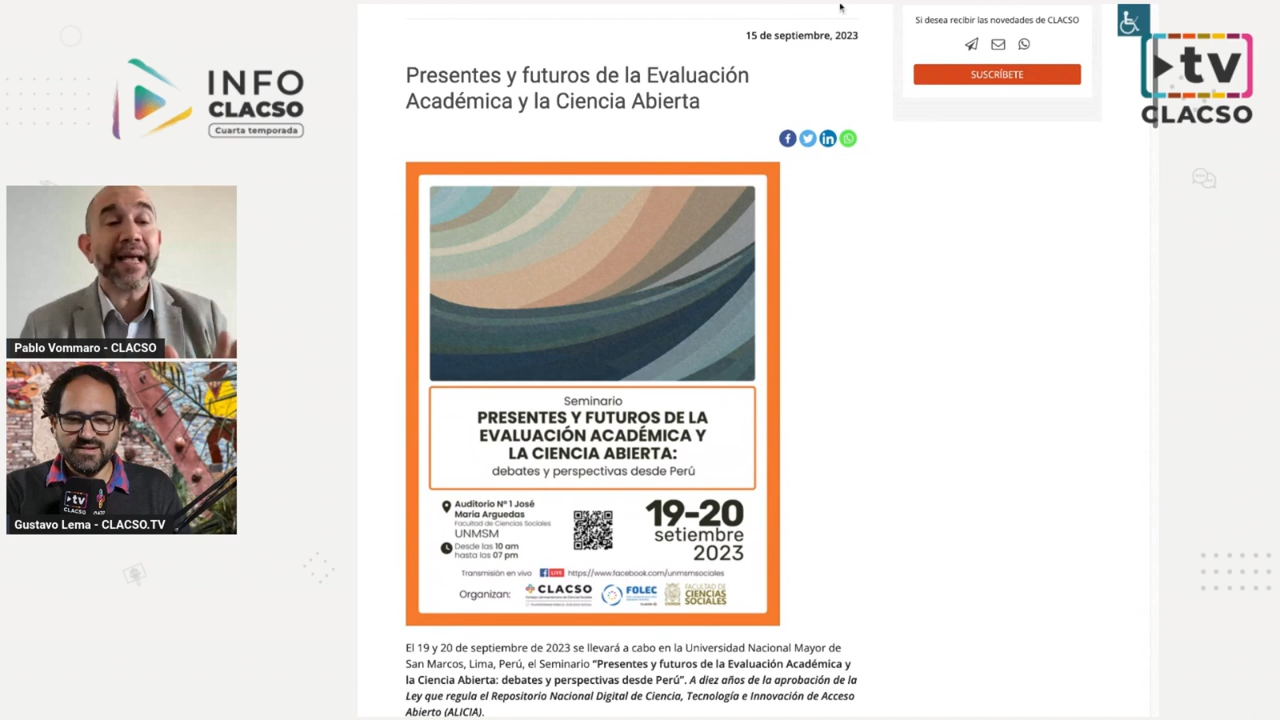 INFO
CLACSO
Cuarta temporada
Pablo Vommaro - CLACSO
tv
CLACSO
Gustavo Lema - CLACSO.TV
15 de septiembre, 2023
Presentes y futuros de la Evaluación
Académica y la Ciencia Abierta
Seminario
PRESENTES Y FUTUROS DE LA
EVALUACIÓN ACADÉMICA Y
LA CIENCIA ABIERTA:
debates y perspectivas desde Perú
Auditorio Nº 1 José
Maria Arguedas
Facultad de Ciencias Sociales
UNMSM
Desde las 10 am
hasta las 07 pm
19-20
setiembre
2023
Transmisión en vivo
LIVE
https://www.facebook.com/unmsmsociales
Organizan:
CLACSO
FOLEC
FACULTAD DE
CIENCIAS
SOCIALES
El 19 y 20 de septiembre de 2023 se llevará a cabo en la Universidad Nacional Mayor de
San Marcos, Lima, Perú, el Seminario “Presentes y futuros de la Evaluación Académica y
la Ciencia Abierta: debates y perspectivas desde Perú”. A diez años de la aprobación de la
Ley que regula el Repositorio Nacional Digital de Ciencia, Tecnología e Innovación de Acceso
Abierto (ALICIA).
Si desea recibir las novedades de CLACSO
SUSCRÍBETE
tv
CLACSO